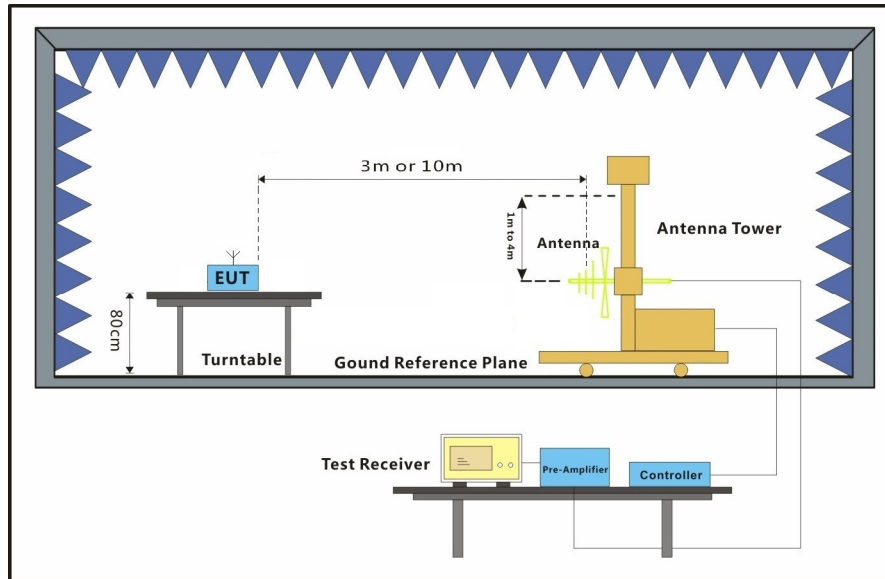 3m or 10m
1m to 4m
Antenna
Antenna Tower
EUT
80cm
Turntable
Gound Reference Plane
Test Receiver
Pre-Amplifier
Controller